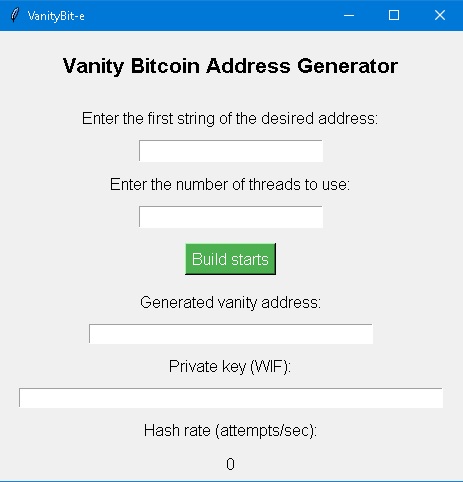 VanityBit-e
Vanity Bitcoin Address Generator
Enter the first string of the desired address:
Enter the number of threads to use:
Build starts
Generated vanity address:
Private key (WIF):
Hash rate (attempts/sec):
0